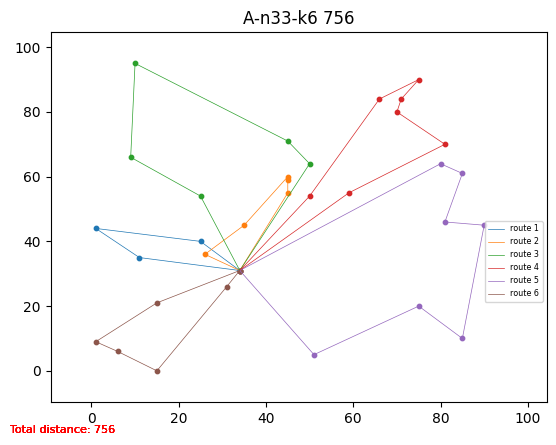 A-n33-k6 756
100
80
60
40
20
0
route 1
route 2
route 3
route 4
route 5
route 6
0 20 40 60 80 100
Total distance: 756